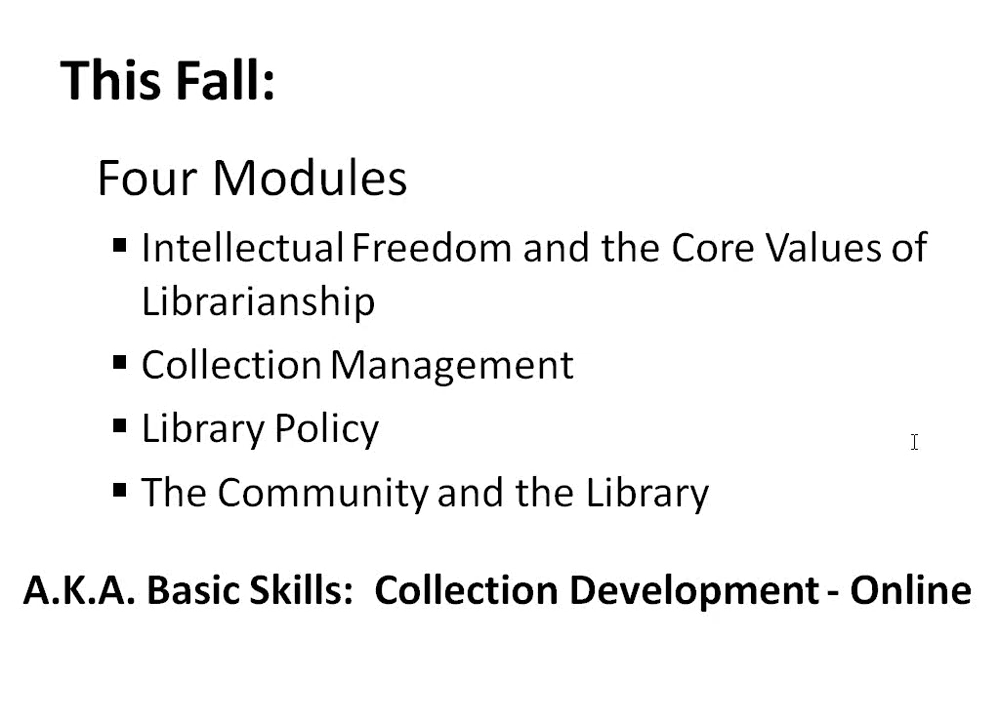 This Fall:
Four Modules
▪ Intellectual Freedom and the Core Values of
Librarianship
▪ Collection Management
▪ Library Policy
▪ The Community and the Library
A.K.A. Basic Skills:  Collection Development - Online